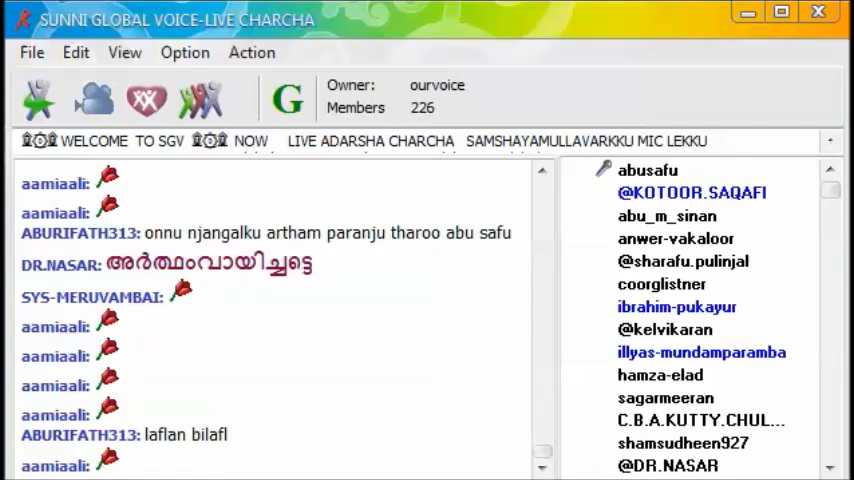 SUNNI GLOBAL VOICE-LIVE CHARCHA
File Edit View Option Action
G
Owner: ourvoice
Members 226
WELCOME TO SGV NOW LIVE ADARSHA CHARCHA SAMSHAYAMULLAVARKKU MIC LEKKU
aamiaali:
aamiaali:
ABURIFATH313: onnu njangalku artham paranju tharoo abu safu
DR.NASAR: അർത്ഥംവായിച്ചട്ടെ
SYS-MERUVAMBAI:
aamiaali:
aamiaali:
aamiaali:
aamiaali:
ABURIFATH313: laflan bilafl
aamiaali:
abusafu
@KOTOOR.SAQAFI
abu_m_sinan
anwer-vakaloor
@sharafu.pulinjal
coorglistner
ibrahim-pukayur
@kelvikaran
illyas-mundamparamba
hamza-elad
sagarmeeran
C.B.A.KUTTY.CHUL...
shamsudheen927
@DR.NASAR